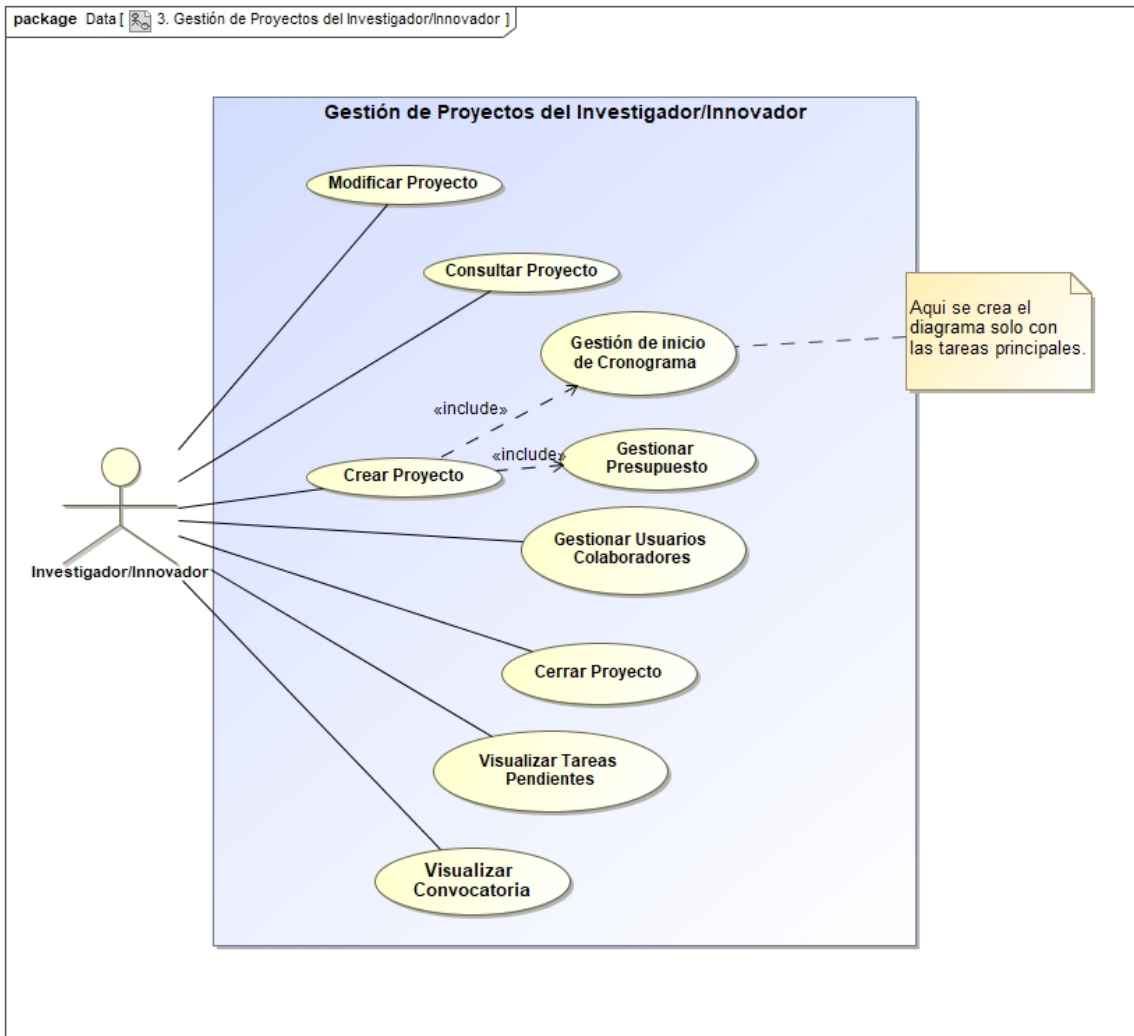 package Data [ 3. Gestión de Proyectos del Investigador/Innovador ]
Gestión de Proyectos del Investigador/Innovador
Modificar Proyecto
Consultar Proyecto
Gestión de inicio
de Cronograma
Aqui se crea el
diagrama solo con
las tareas principales.
«include»
«include»
Gestionar
Presupuesto
Crear Proyecto
Gestionar Usuarios
Colaboradores
Investigador/Innovador
Cerrar Proyecto
Visualizar Tareas
Pendientes
Visualizar
Convocatoria